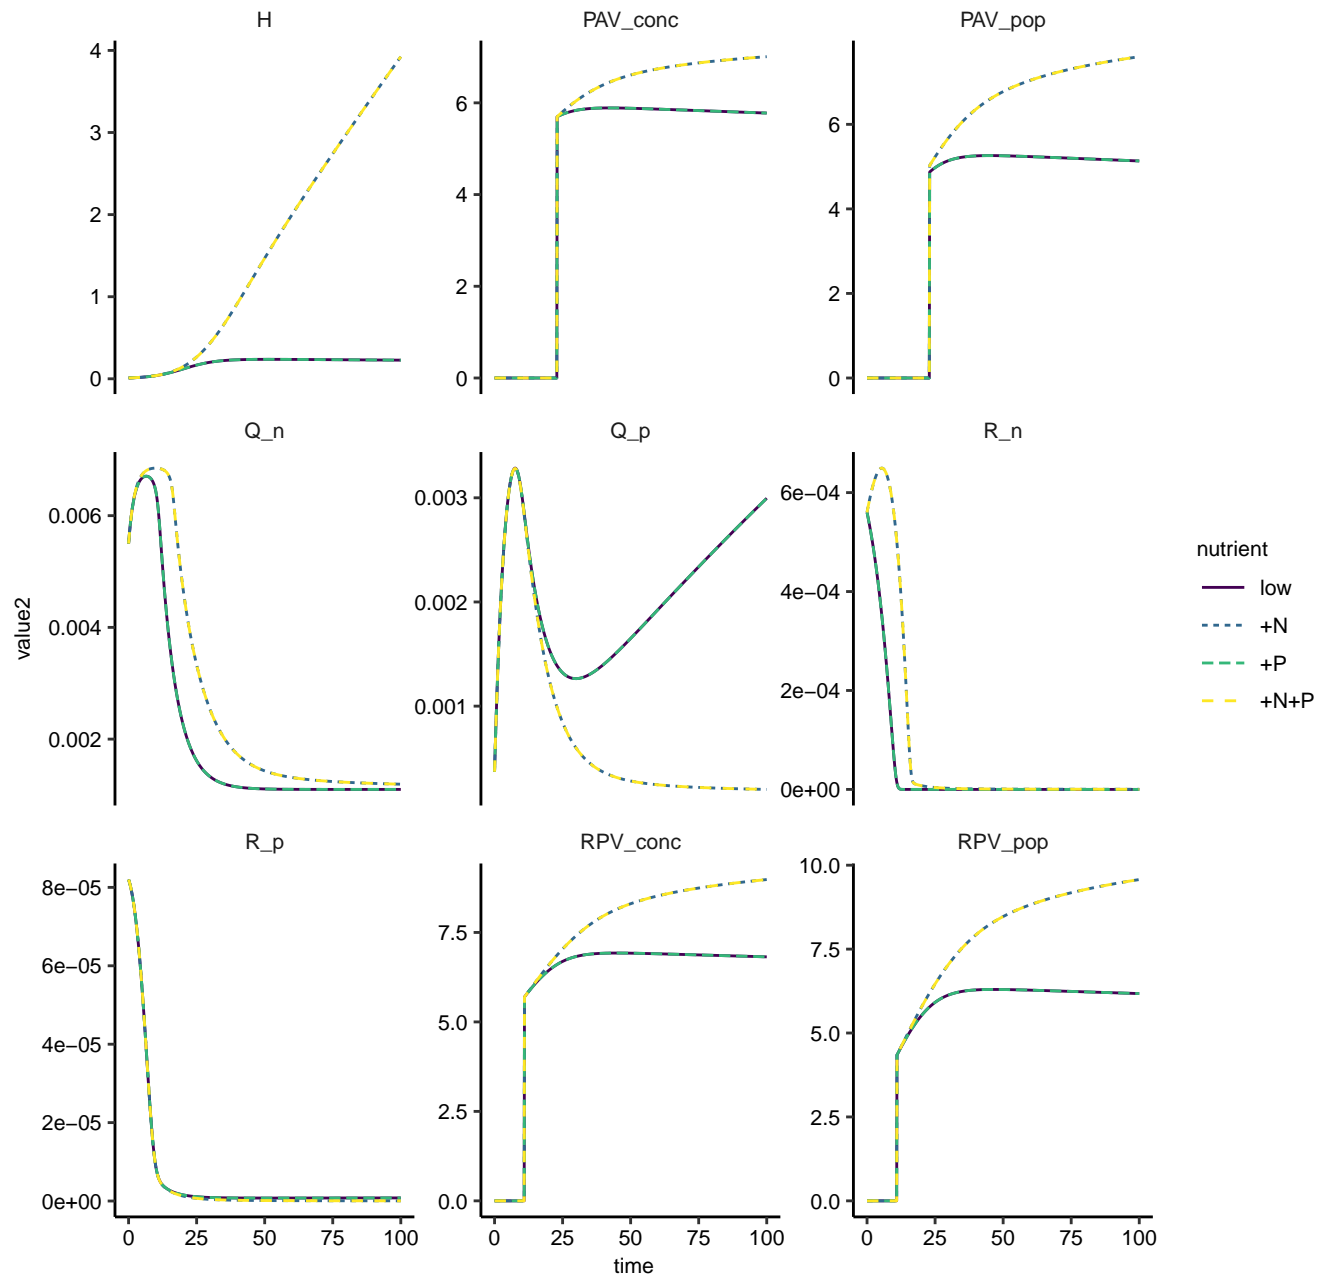 H
PAV_conc
PAV_pop
4
3
2
1
0
6
4
2
0
6
4
2
0
Q_n
Q_p
R_n
0.006
0.004
0.002
0.003
0.002
0.001
6e−04
4e−04
2e−04
0e+00
value2
nutrient
low
+N
+P
+N+P
R_p
RPV_conc
RPV_pop
8e−05
6e−05
4e−05
2e−05
0e+00
7.5
5.0
2.5
0.0
10.0
7.5
5.0
2.5
0.0
0 25 50 75 100
0 25 50 75 100
0 25 50 75 100
time